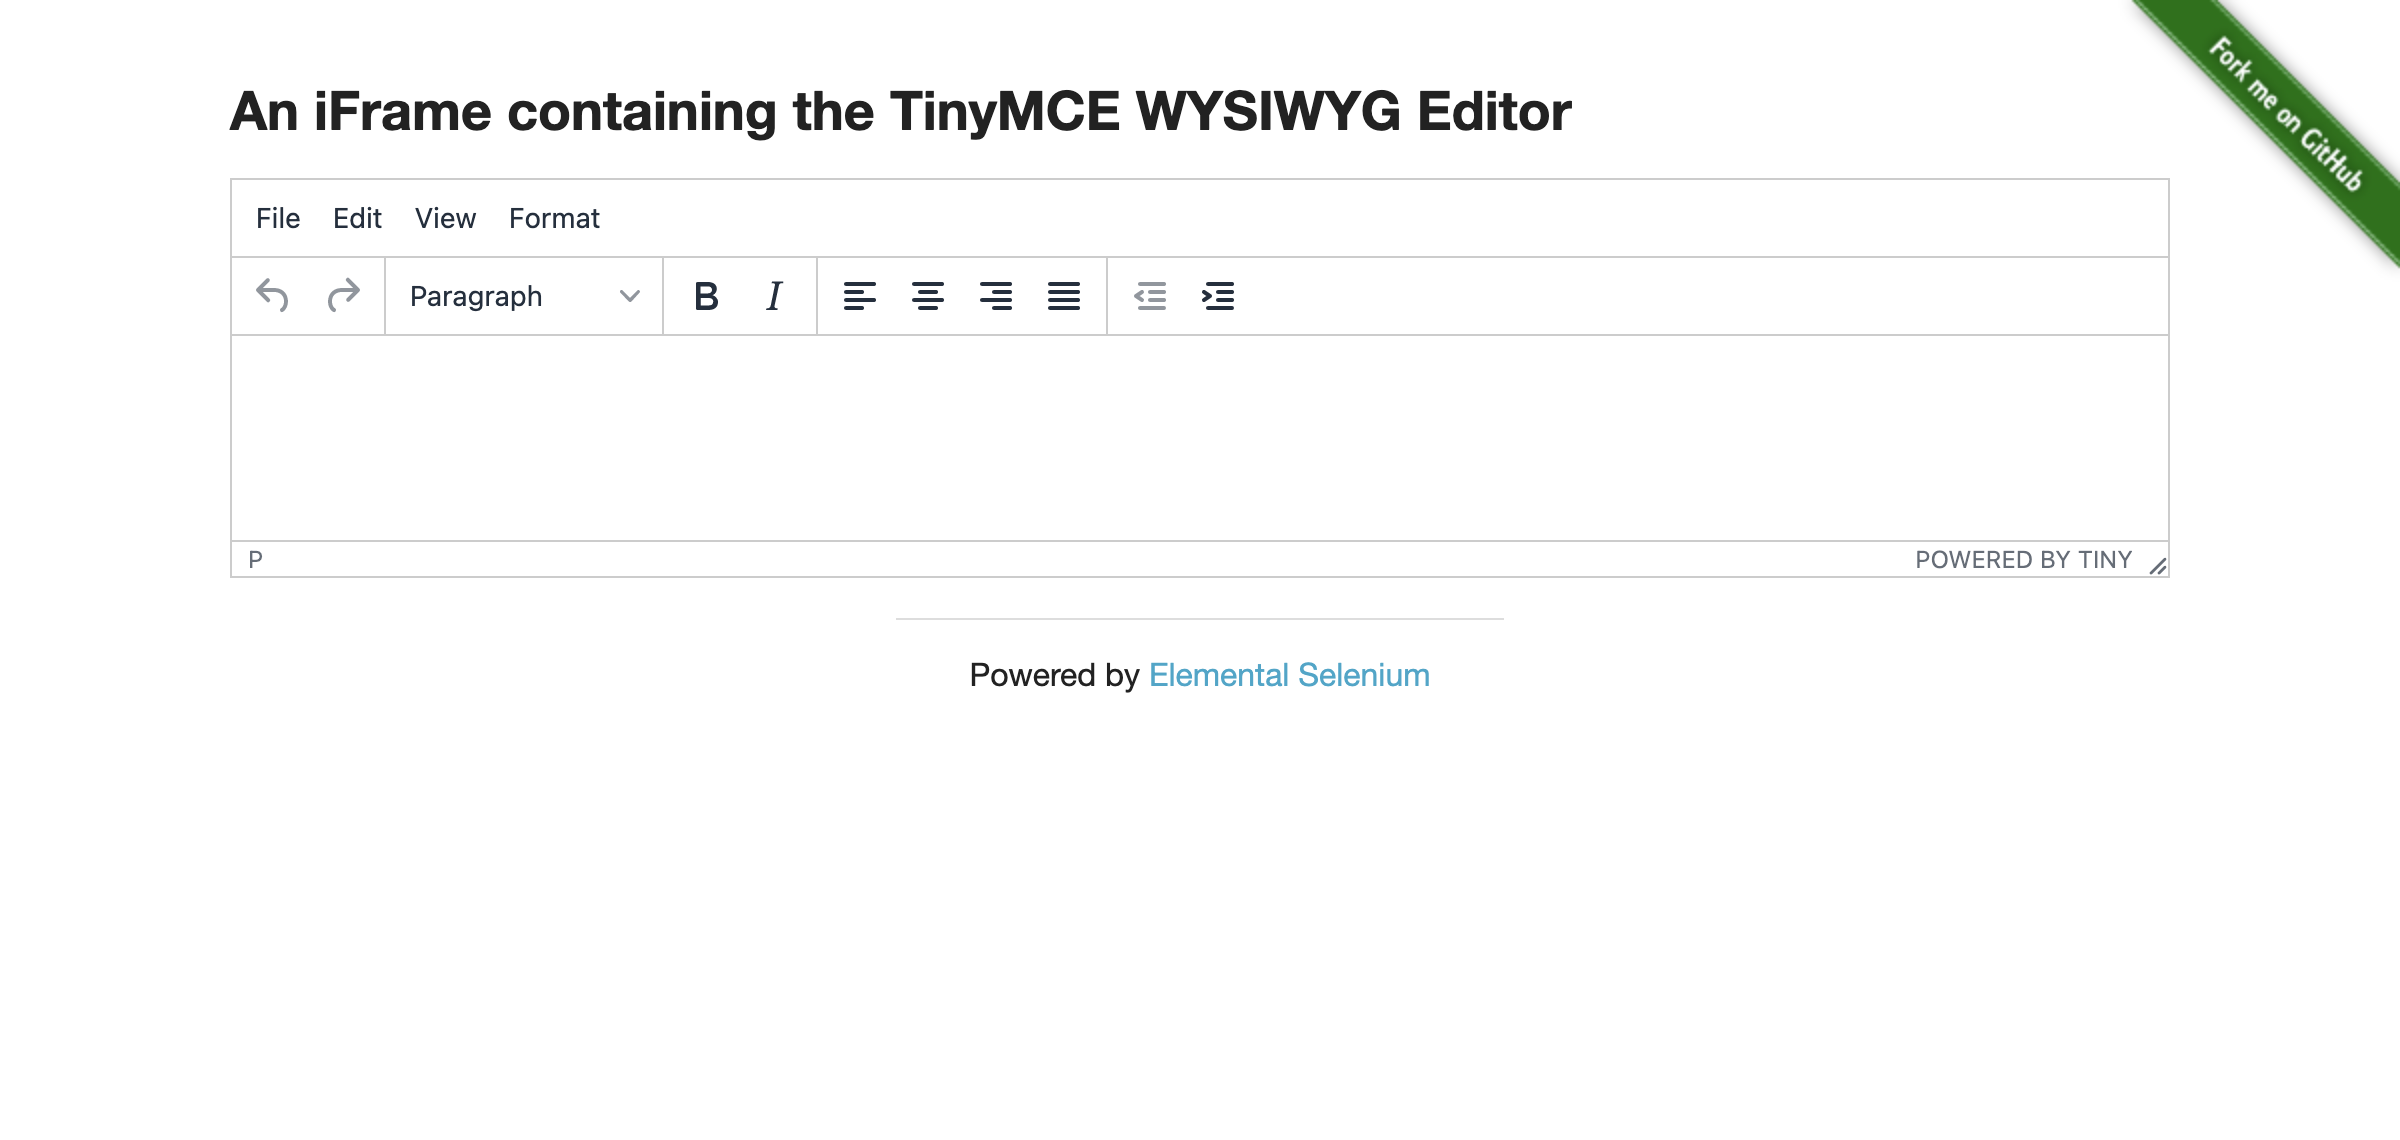 Fork me on GitHub
An iFrame containing the TinyMCE WYSIWYG Editor
File Edit View Format
Paragraph B I
P POWERED BY TINY
Powered by Elemental Selenium